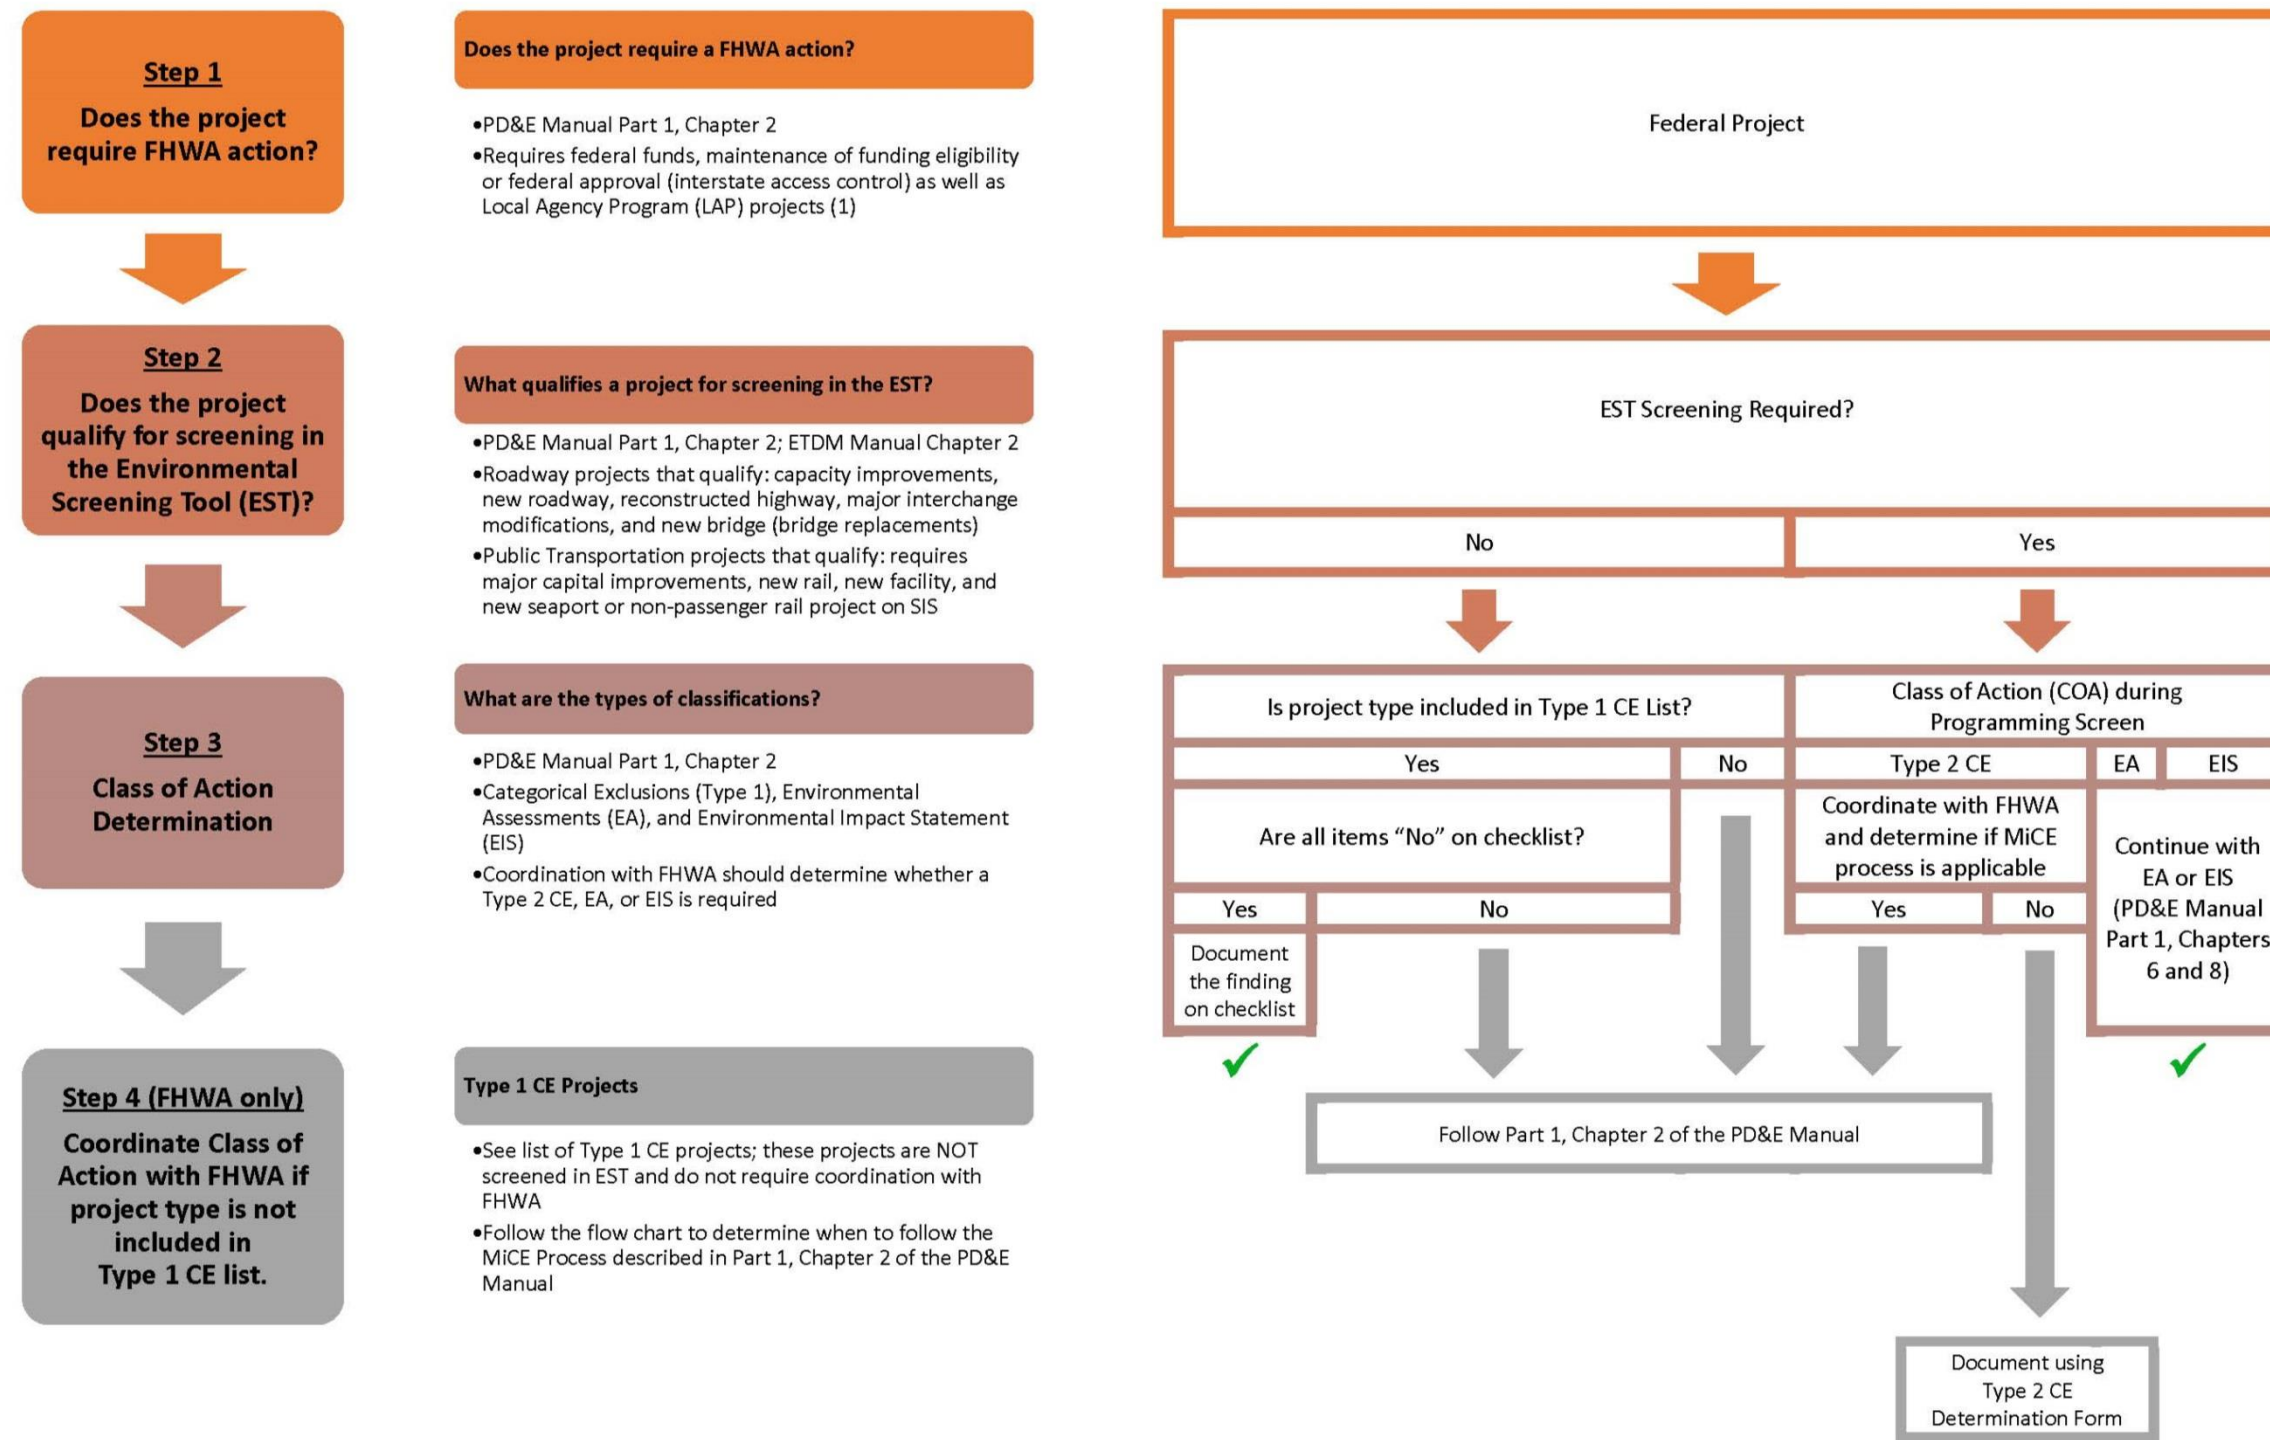 Step 1
Does the project
require FHWA action?
Does the project require a FHWA action?
•PD&E Manual Part 1, Chapter 2
•Requires federal funds, maintenance of funding eligibility
or federal approval (interstate access control) as well as
Local Agency Program (LAP) projects (1)
Step 2
Does the project
qualify for screening in
the Environmental
Screening Tool (EST)?
What qualifies a project for screening in the EST?
•PD&E Manual Part 1, Chapter 2; ETDM Manual Chapter 2
•Roadway projects that qualify: capacity improvements,
new roadway, reconstructed highway, major interchange
modifications, and new bridge (bridge replacements)
•Public Transportation projects that qualify: requires
major capital improvements, new rail, new facility, and
new seaport or non-passenger rail project on SIS
Step 3
Class of Action
Determination
What are the types of classifications?
•PD&E Manual Part 1, Chapter 2
•Categorical Exclusions (Type 1), Environmental
Assessments (EA), and Environmental Impact Statement
(EIS)
•Coordination with FHWA should determine whether a
Type 2 CE, EA, or EIS is required
Step 4 (FHWA only)
Coordinate Class of
Action with FHWA if
project type is not
included in
Type 1 CE list.
Type 1 CE Projects
•See list of Type 1 CE projects; these projects are NOT
screened in EST and do not require coordination with
FHWA
•Follow the flow chart to determine when to follow the
MiCE Process described in Part 1, Chapter 2 of the PD&E
Manual
Federal Project
EST Screening Required?
No
Yes
Is project type included in Type 1 CE List?
Class of Action (COA) during
Programming Screen
Yes
No
Type 2 CE
EA
EIS
Are all items “No” on checklist?
Coordinate with FHWA
and determine if MiCE
process is applicable
Continue with
EA or EIS
(PD&E Manual
Part 1, Chapters
6 and 8)
Yes
No
Yes
No
Document
the finding
on checklist
Follow Part 1, Chapter 2 of the PD&E Manual
Document using
Type 2 CE
Determination Form